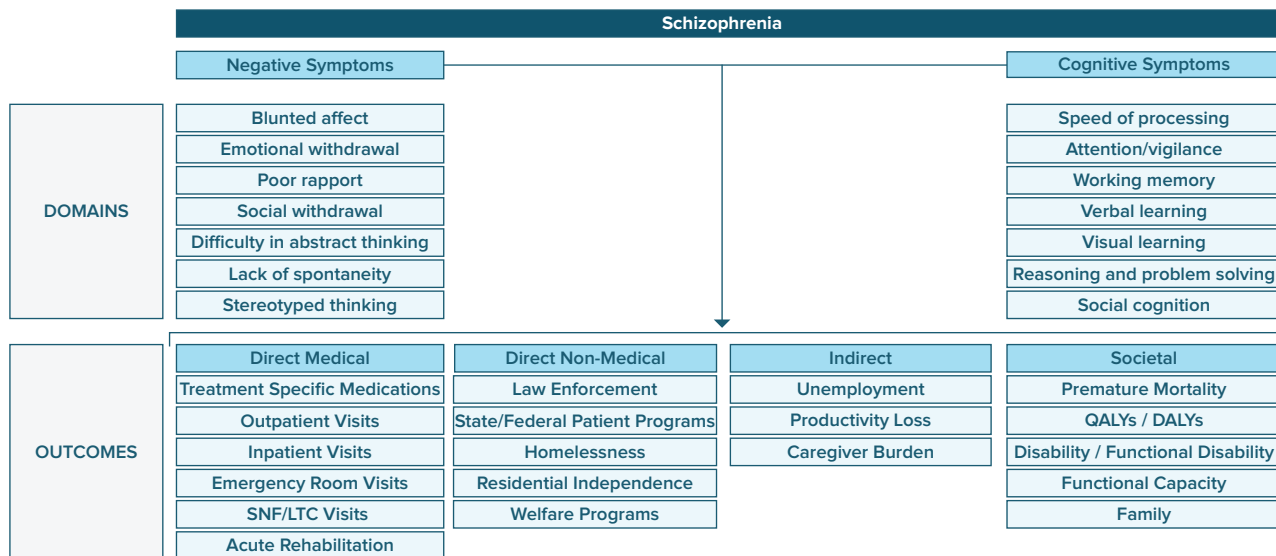 Schizophrenia
Negative Symptoms
Cognitive Symptoms
DOMAINS
Blunted affect
Emotional withdrawal
Poor rapport
Social withdrawal
Difficulty in abstract thinking
Lack of spontaneity
Stereotyped thinking
Speed of processing
Attention/vigilance
Working memory
Verbal learning
Visual learning
Reasoning and problem solving
Social cognition
OUTCOMES
Direct Medical
Treatment Specific Medications
Outpatient Visits
Inpatient Visits
Emergency Room Visits
SNF/LTC Visits
Acute Rehabilitation
Direct Non-Medical
Law Enforcement
State/Federal Patient Programs
Homelessness
Residential Independence
Welfare Programs
Indirect
Unemployment
Productivity Loss
Caregiver Burden
Societal
Premature Mortality
QALYs / DALYs
Disability / Functional Disability
Functional Capacity
Family